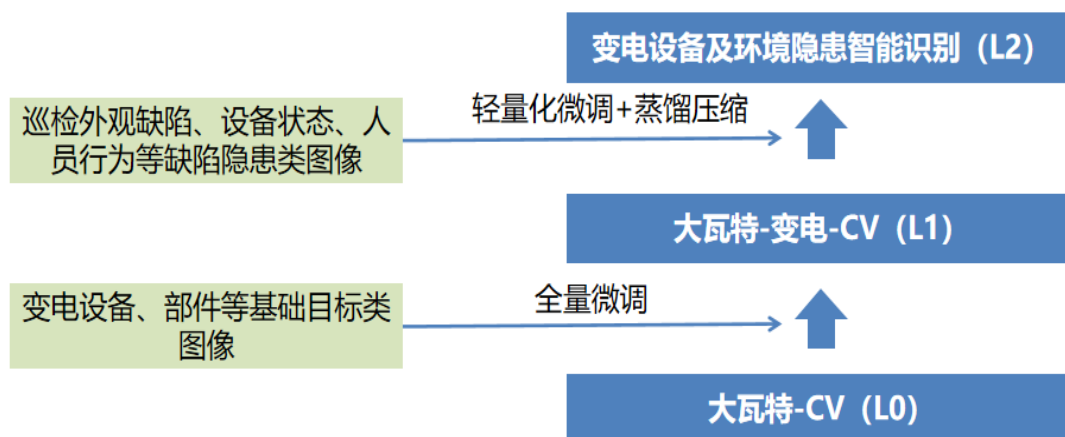 变电设备及环境隐患智能识别（L2）
巡检外观缺陷、设备状态、人
员行为等缺陷隐患类图像
轻量化微调+蒸馏压缩
大瓦特-变电-CV（L1）
变电设备、部件等基础目标类
图像
全量微调
大瓦特-CV（L0）